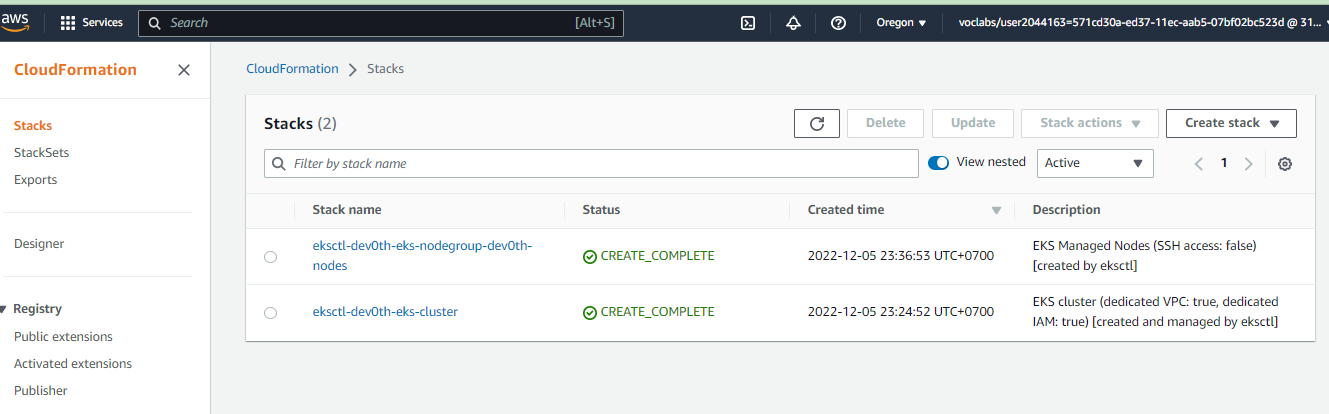 aws
Services
Search
[Alt+S]
Oregon
voclabs/user2044163=571cd30a-ed37-11ec-aab5-07bf02bc523d @ 31...
CloudFormation
Stacks
StackSets
Exports
Designer
Registry
Public extensions
Activated extensions
Publisher
CloudFormation > Stacks
Stacks (2)
Delete
Update
Stack actions
Create stack
Filter by stack name
View nested
Active
1
Stack name
Status
Created time
Description
eksctl-dev0th-eks-nodegroup-dev0th-
nodes
CREATE_COMPLETE
2022-12-05 23:36:53 UTC+0700
EKS Managed Nodes (SSH access: false)
[created by eksctl]
eksctl-dev0th-eks-cluster
CREATE_COMPLETE
2022-12-05 23:24:52 UTC+0700
EKS cluster (dedicated VPC: true, dedicated
IAM: true) [created and managed by eksctl]